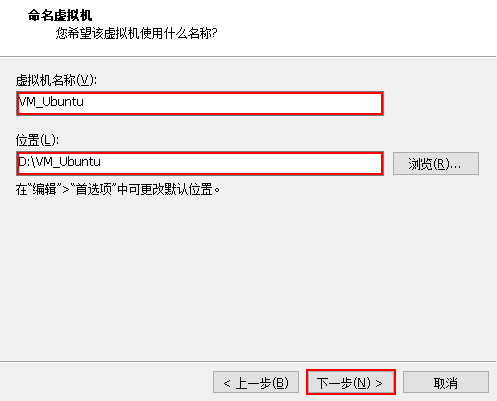 命名虚拟机
您希望该虚拟机使用什么名称?
虚拟机名称(V):
VM_Ubuntu
位置(L):
D:\VM_Ubuntu
浏览(R)...
在“编辑”>“首选项”中可更改默认位置。
< 上一步(B)
下一步(N) >
取消